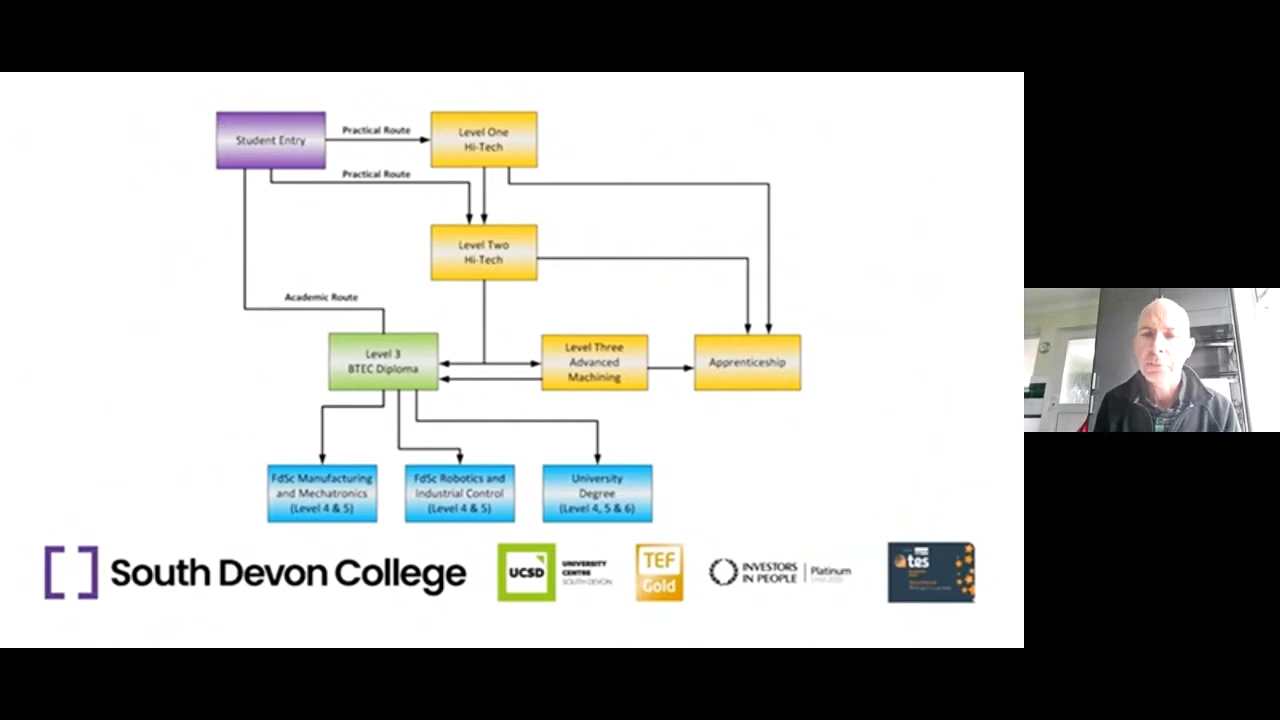 Student Entry
Practical Route
Level One
Hi-Tech
Practical Route
Level Two
Hi-Tech
Academic Route
Level 3
BTEC Diploma
Level Three
Advanced
Machining
Apprenticeship
FdSc Manufacturing
and Mechatronics
(Level 4 & 5)
FdSc Robotics and
Industrial Control
(Level 4 & 5)
University
Degree
(Level 4, 5 & 6)
South Devon College
UCSD
UNIVERSITY
CENTRE
SOUTH DEVON
TEF
Gold
INVESTORS
IN PEOPLE
Platinum
tes